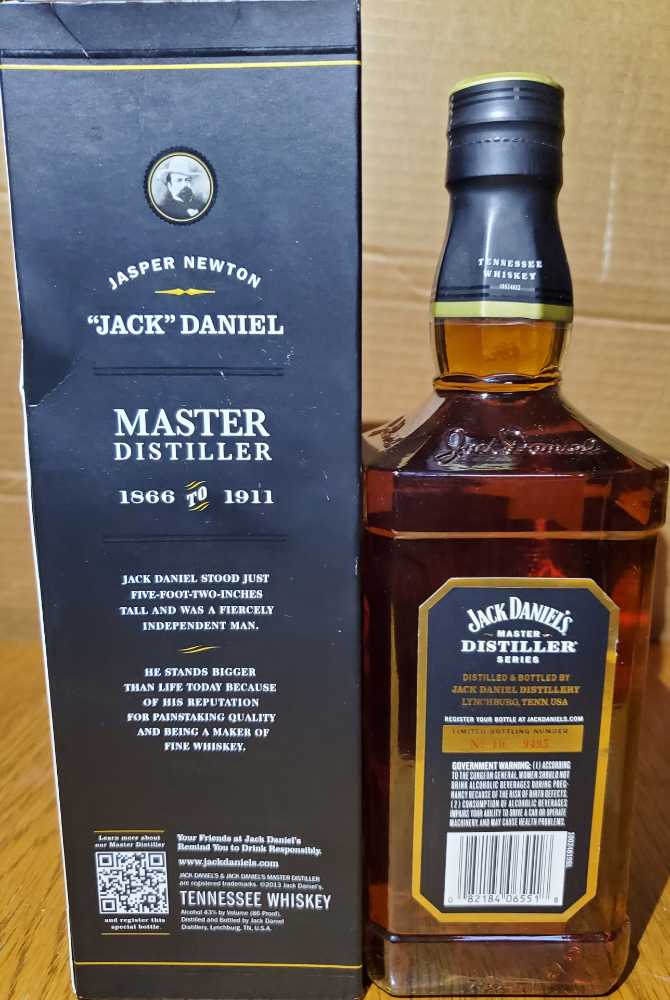 JASPER NEWTON
“JACK” DANIEL
MASTER
DISTILLER
1866 TO 1911
JACK DANIEL STOOD JUST
FIVE-FOOT-TWO-INCHES
TALL AND WAS A FIERCELY
INDEPENDENT MAN.
HE STANDS BIGGER
THAN LIFE TODAY BECAUSE
OF HIS REPUTATION
FOR PAINSTAKING QUALITY
AND BEING A MAKER OF
FINE WHISKEY.
Learn more about
our Master Distiller
and register this
special bottle.
Your Friends at Jack Daniel's
Remind You to Drink Responsibly.
www.jackdaniels.com
JACK DANIEL'S & JACK DANIEL'S MASTER DISTILLER
are registered trademarks. ©2013 Jack Daniel's.
TENNESSEE WHISKEY
Alcohol 43% by Volume (86 Proof).
Distilled and Bottled by Jack Daniel
Distillery, Lynchburg, TN, U.S.A.
TENNESSEE
WHISKEY
Jack Daniel's
JACK DANIEL'S
MASTER
DISTILLER
SERIES
DISTILLED & BOTTLED BY
JACK DANIEL DISTILLERY
LYNCHBURG, TENN. USA
REGISTER YOUR BOTTLE AT JACKDANIELS.COM
LIMITED BOTTLING NUMBER
GOVERNMENT WARNING: (1) ACCORDING
TO THE SURGEON GENERAL, WOMEN SHOULD NOT
DRINK ALCOHOLIC BEVERAGES DURING PREG-
NANCY BECAUSE OF THE RISK OF BIRTH DEFECTS.
(2) CONSUMPTION OF ALCOHOLIC BEVERAGES
IMPAIRS YOUR ABILITY TO DRIVE A CAR OR OPERATE
MACHINERY, AND MAY CAUSE HEALTH PROBLEMS.
0 82184 06551 8